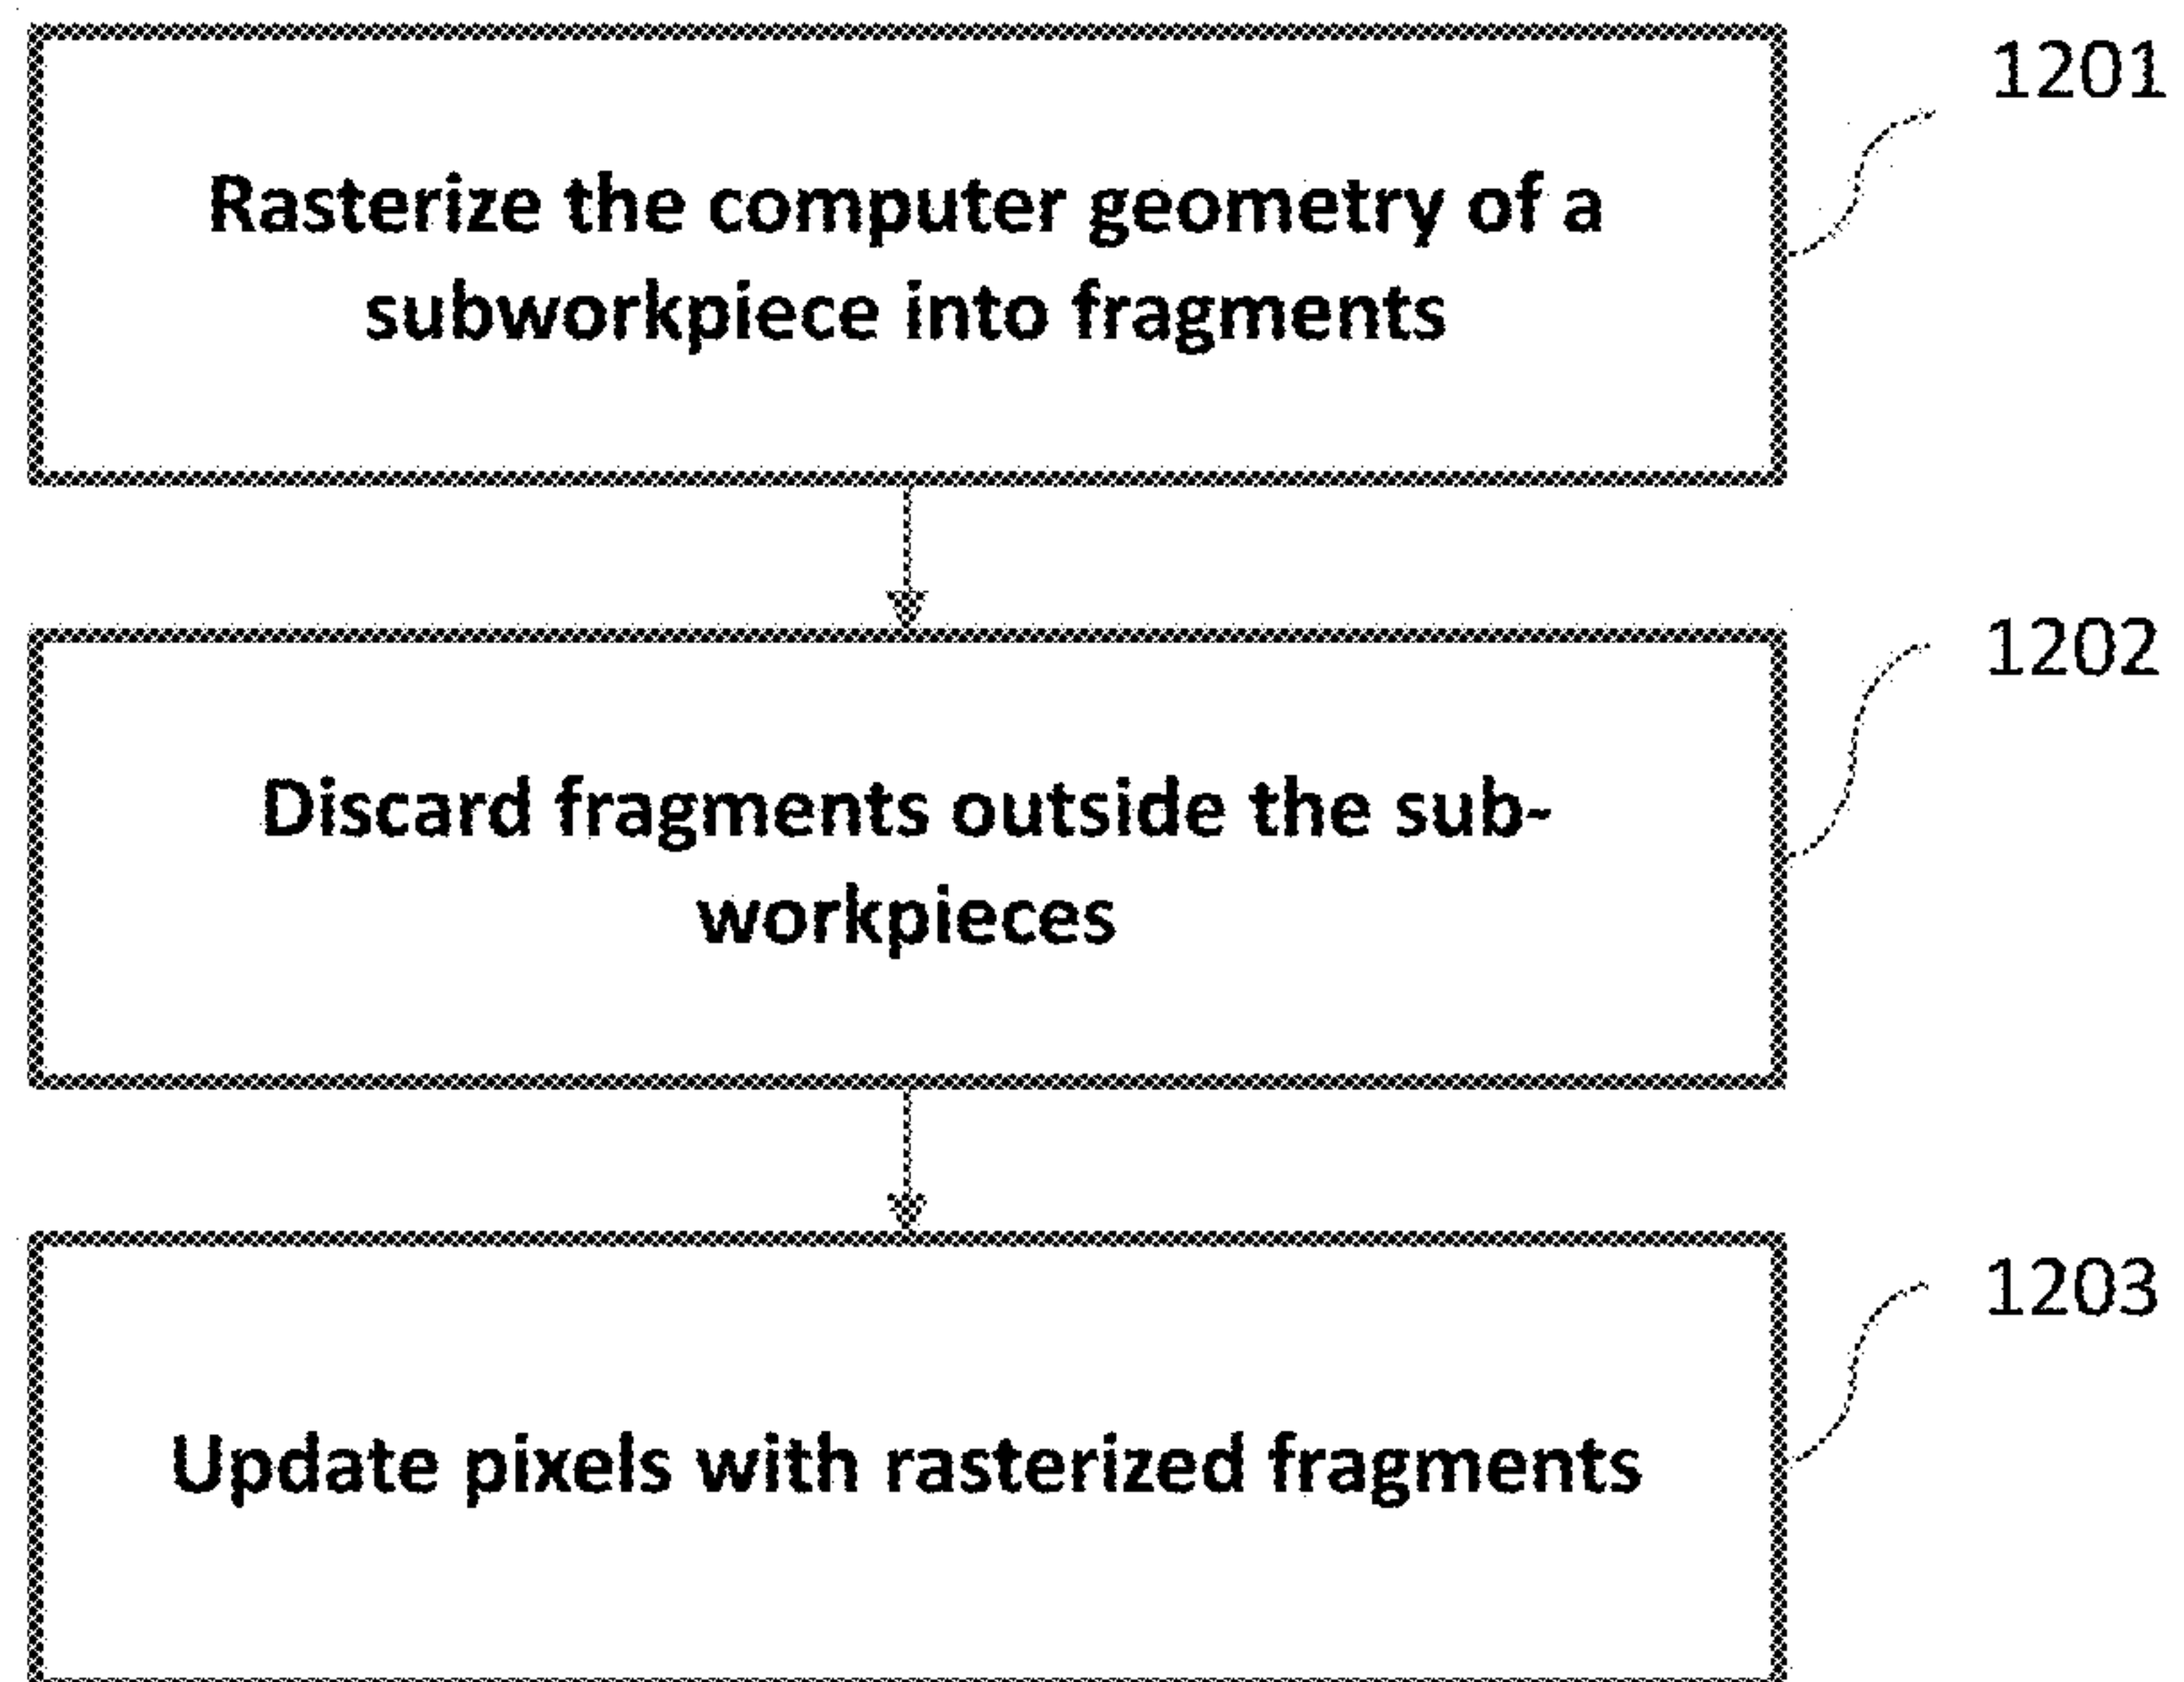 1201
Rasterize the computer geometry of a
subworkpiece into fragments
1202
Discard fragments outside the sub-
workpieces
1203
Update pixels with rasterized fragments